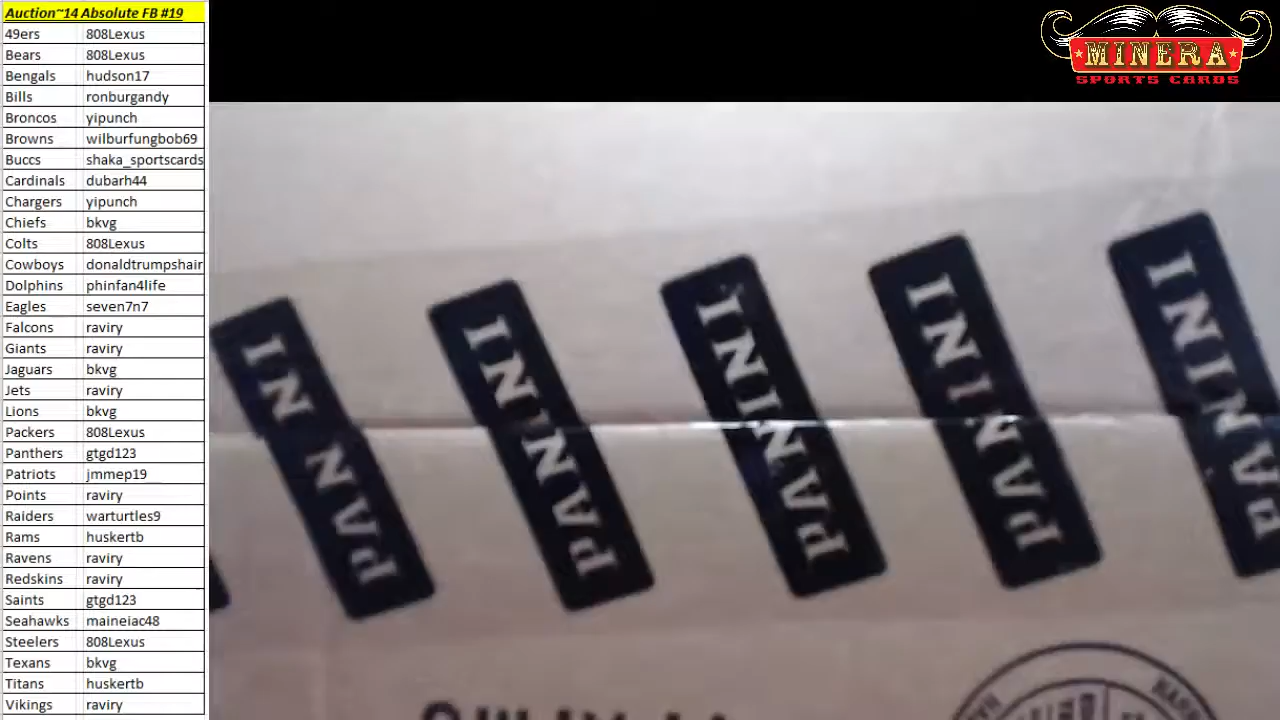 Auction~14 Absolute FB #19
49ers 808Lexus
Bears 808Lexus
Bengals hudson17
Bills ronburgandy
Broncos yipunch
Browns wilburfungbob69
Buccs shaka_sportscards
Cardinals dubarh44
Chargers yipunch
Chiefs bkvg
Colts 808Lexus
Cowboys donaldtrumpshair
Dolphins phinfan4life
Eagles seven7n7
Falcons raviry
Giants raviry
Jaguars bkvg
Jets raviry
Lions bkvg
Packers 808Lexus
Panthers gtgd123
Patriots jmmep19
Points raviry
Raiders warturtles9
Rams huskertb
Ravens raviry
Redskins raviry
Saints gtgd123
Seahawks maineiac48
Steelers 808Lexus
Texans bkvg
Titans huskertb
Vikings raviry
MINERA
SPORTS CARDS
PANINI
PANINI
PANINI
PANINI
PANINI